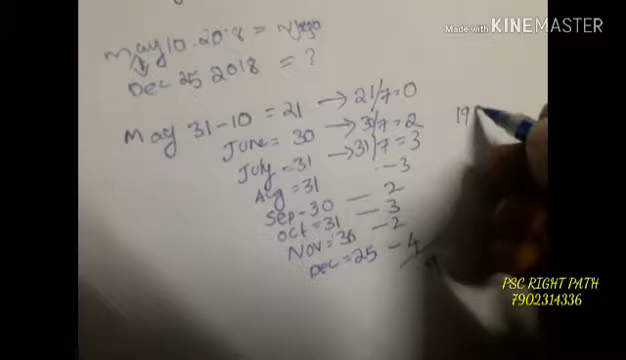 Made with KINEMASTER
May 10-2018 =
Dec 25 2018 = ?
May 31-10 = 21 → 21/7=0
June = 30 → 31/7=2
July = 31 → 31/7=3
Aug = 31 -3
Sep-30 — 2
Oct = 31 — 3
Nov = 30 - 2
Dec = 25 - 4
19
PSC RIGHT PATH
7902314336